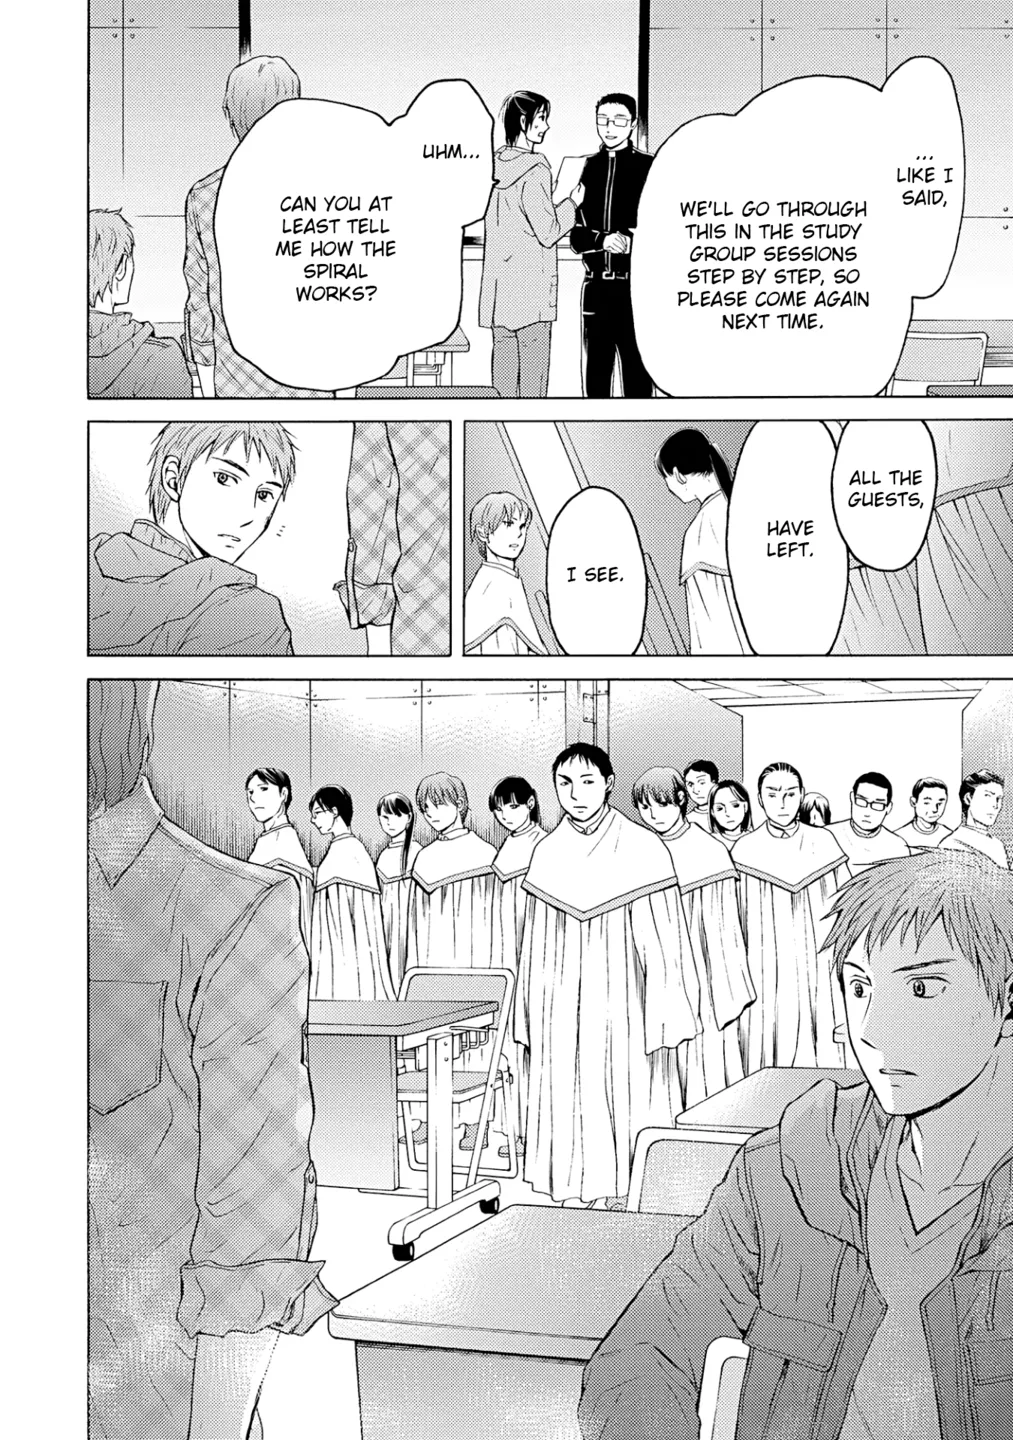 ...
LIKE I
SAID,
WE'LL GO THROUGH
THIS IN THE STUDY
GROUP SESSIONS
STEP BY STEP, SO
PLEASE COME AGAIN
NEXT TIME.
UHM...
CAN YOU AT
LEAST TELL
ME HOW THE
SPIRAL
WORKS?
ALL THE
GUESTS,
HAVE
LEFT.
I SEE.